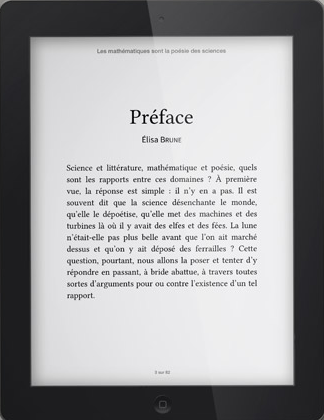 Les mathématiques sont la poésie des sciences
Préface
Élisa Brune
Science et littérature, mathématique et poésie, quels
sont les rapports entre ces domaines ? À première
vue, la réponse est simple : il n'y en a pas. Il est
souvent dit que la science désenchante le monde,
qu'elle le dépoétise, qu'elle met des machines et des
turbines là où il y avait des elfes et des fées. La lune
n'était-elle pas plus belle avant que l'on ait marché
dessus et qu'on y ait déposé des ferrailles ? Cette
question, pourtant, nous allons la poser et tenter d'y
répondre en passant, à bride abattue, à travers toutes
sortes d'arguments pour ou contre l'existence d'un tel
rapport.
3 sur 92